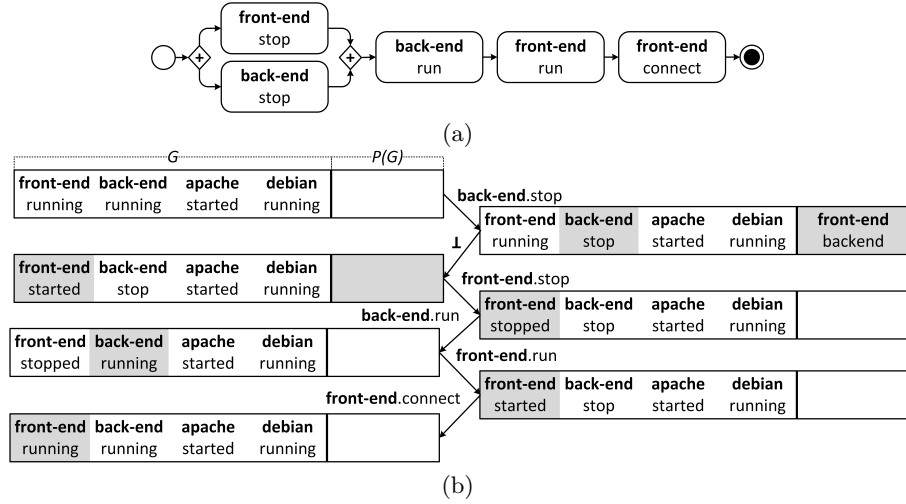 front-end
stop
+
back-end
stop
+
back-end
run
front-end
run
front-end
connect
(a)
G P(G)
front-end back-end apache debian
running running started running
back-end.stop
front-end back-end apache debian front-end
running stop started running backend
⊥
front-end back-end apache debian
started stop started running
front-end.stop
front-end back-end apache debian
stopped stop started running
back-end.run
front-end back-end apache debian
stopped running started running
front-end.run
front-end back-end apache debian
started stop started running
front-end.connect
front-end back-end apache debian
running running started running
(b)